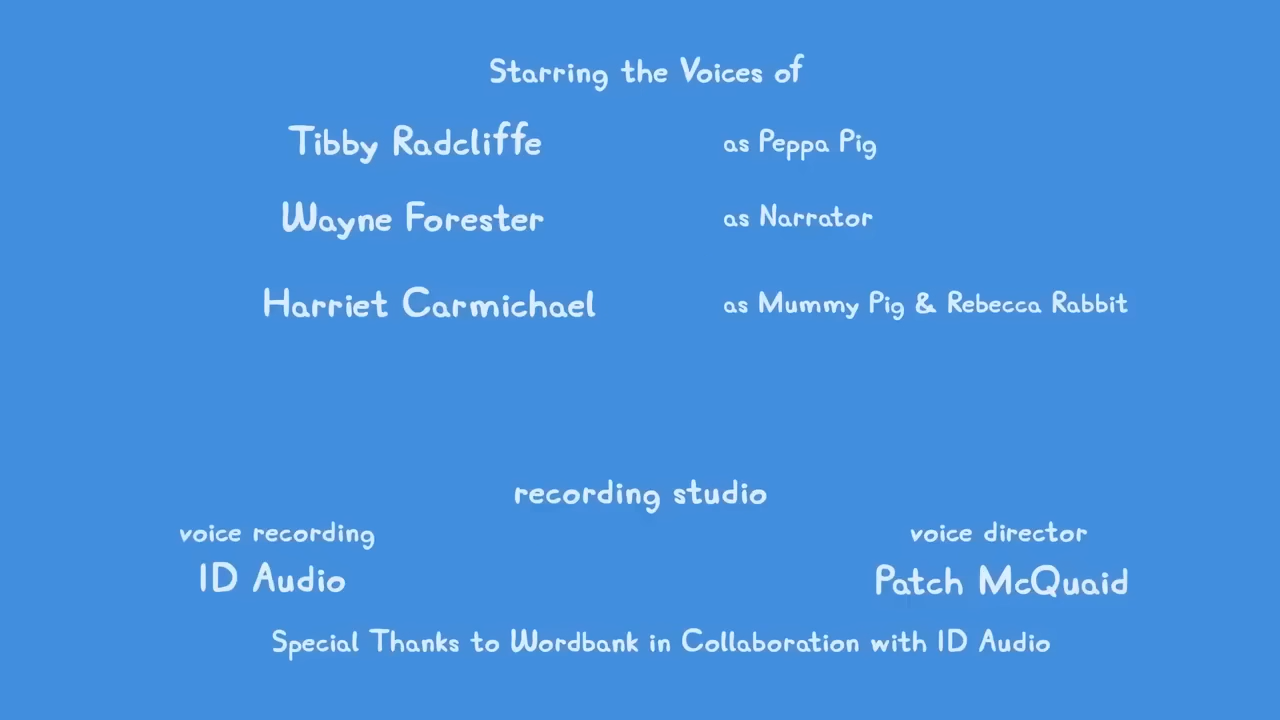 Starring the Voices of
Tibby Radcliffe as Peppa Pig
Wayne Forester as Narrator
Harriet Carmichael as Mummy Pig & Rebecca Rabbit
recording studio
voice recording voice director
ID Audio Patch McQuaid
Special Thanks to Wordbank in Collaboration with ID Audio